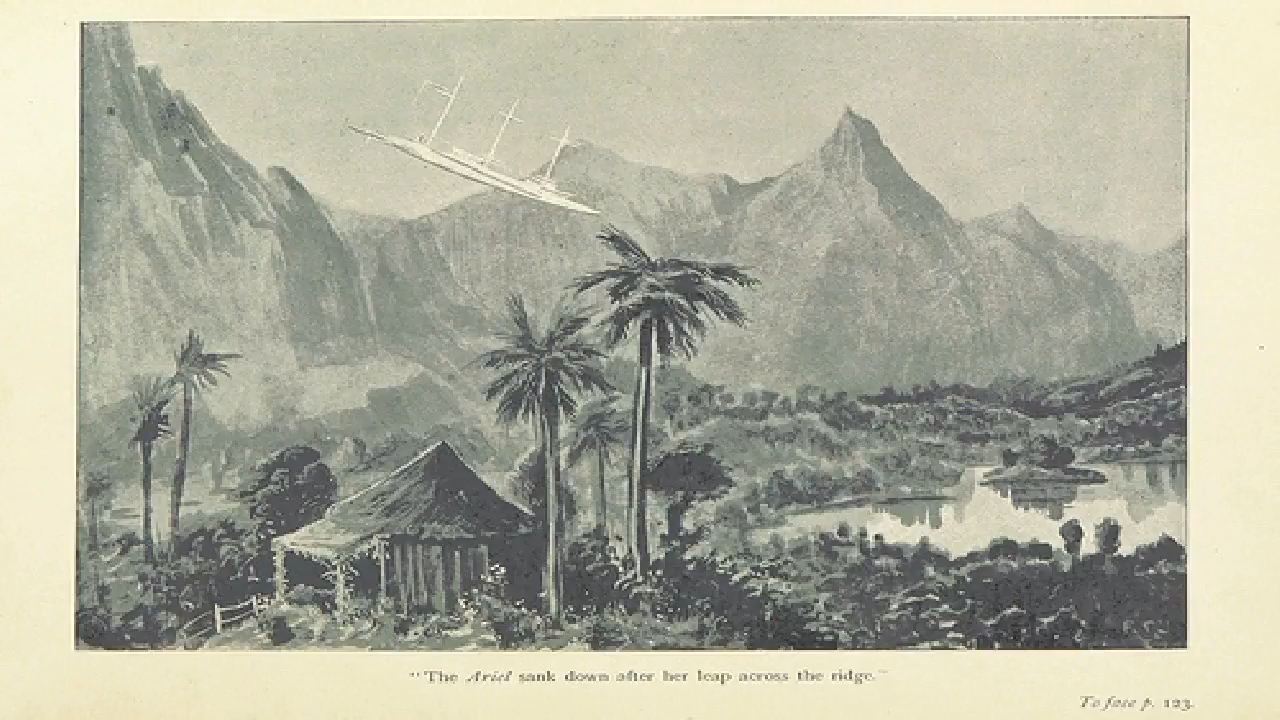 "The Ariel sank down after her leap across the ridge."
To face p. 123.